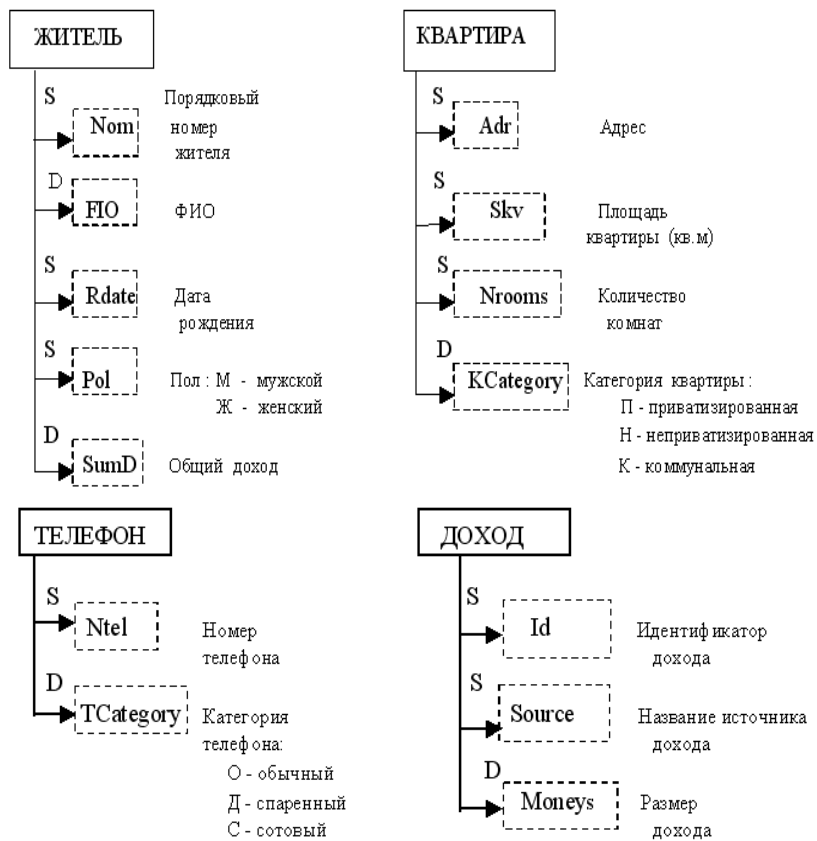 ЖИТЕЛЬ
S
Порядковый
Nom
номер
жителя
D
FIO
ФИО
S
Rdate
Дата
рождения
S
Pol
Пол : М - мужской
Ж - женский
D
SumD
Общий доход
КВАРТИРА
S
Adr
Адрес
S
Skv
Площадь
квартиры (кв.м)
S
Nrooms
Количество
комнат
D
KCategory
Категория квартиры :
П - приватизированная
Н - неприватизированная
К - коммунальная
ТЕЛЕФОН
S
Ntel
Номер
телефона
D
TCategory
Категория
телефона:
О - обычный
Д - спаренный
С - сотовый
ДОХОД
S
Id
Идентификатор
дохода
S
Source
Название источника
дохода
D
Moneys
Размер
дохода